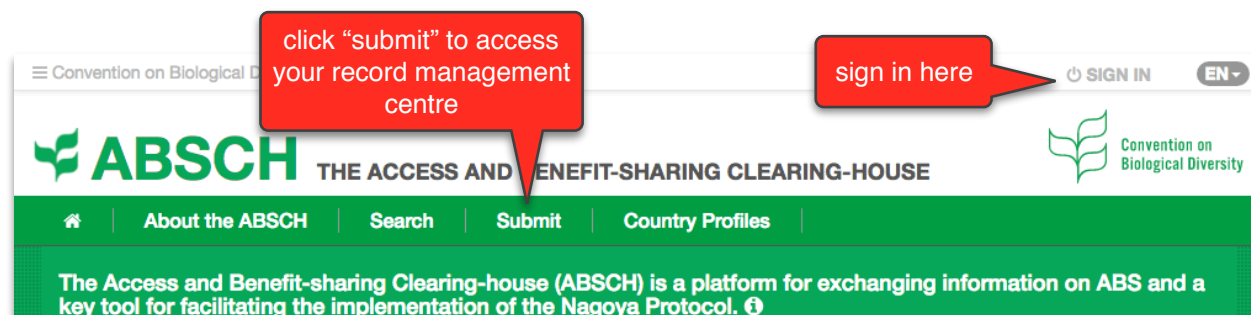 click “submit” to access
your record management
centre
sign in here
Convention on Biological D
SIGN IN
EN
ABSCH THE ACCESS AND ENEFIT-SHARING CLEARING-HOUSE
Convention on
Biological Diversity
About the ABSCH
Search
Submit
Country Profiles
The Access and Benefit-sharing Clearing-house (ABSCH) is a platform for exchanging information on ABS and a
key tool for facilitating the implementation of the Nagoya Protocol.